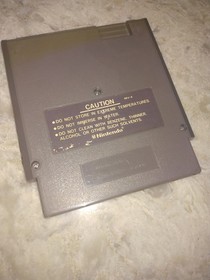 CAUTION
•DO NOT STORE IN EXTREME TEMPERATURES.
•DO NOT IMMERSE IN WATER.
•DO NOT CLEAN WITH BENZENE, THINNER,
ALCOHOL OR OTHER SUCH SOLVENTS.
Nintendo